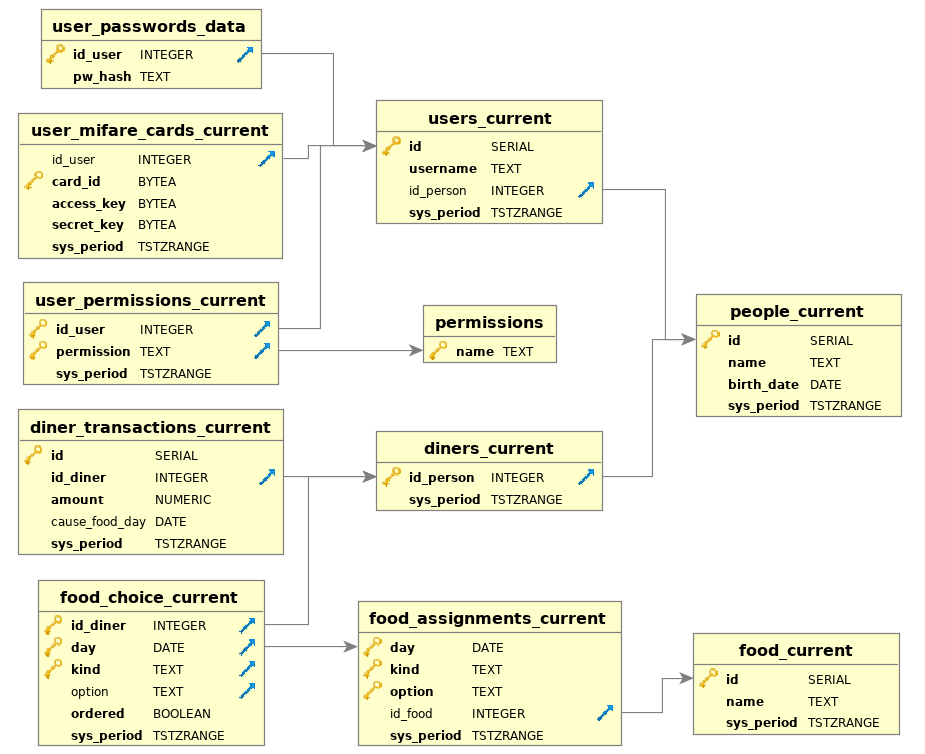 user_passwords_data
id_user INTEGER
pw_hash TEXT
user_mifare_cards_current
id_user INTEGER
card_id BYTEA
access_key BYTEA
secret_key BYTEA
sys_period TSTZRANGE
users_current
id SERIAL
username TEXT
id_person INTEGER
sys_period TSTZRANGE
user_permissions_current
id_user INTEGER
permission TEXT
sys_period TSTZRANGE
permissions
name TEXT
people_current
id SERIAL
name TEXT
birth_date DATE
sys_period TSTZRANGE
diner_transactions_current
id SERIAL
id_diner INTEGER
amount NUMERIC
cause_food_day DATE
sys_period TSTZRANGE
diners_current
id_person INTEGER
sys_period TSTZRANGE
food_choice_current
id_diner INTEGER
day DATE
kind TEXT
option TEXT
ordered BOOLEAN
sys_period TSTZRANGE
food_assignments_current
day DATE
kind TEXT
option TEXT
id_food INTEGER
sys_period TSTZRANGE
food_current
id SERIAL
name TEXT
sys_period TSTZRANGE